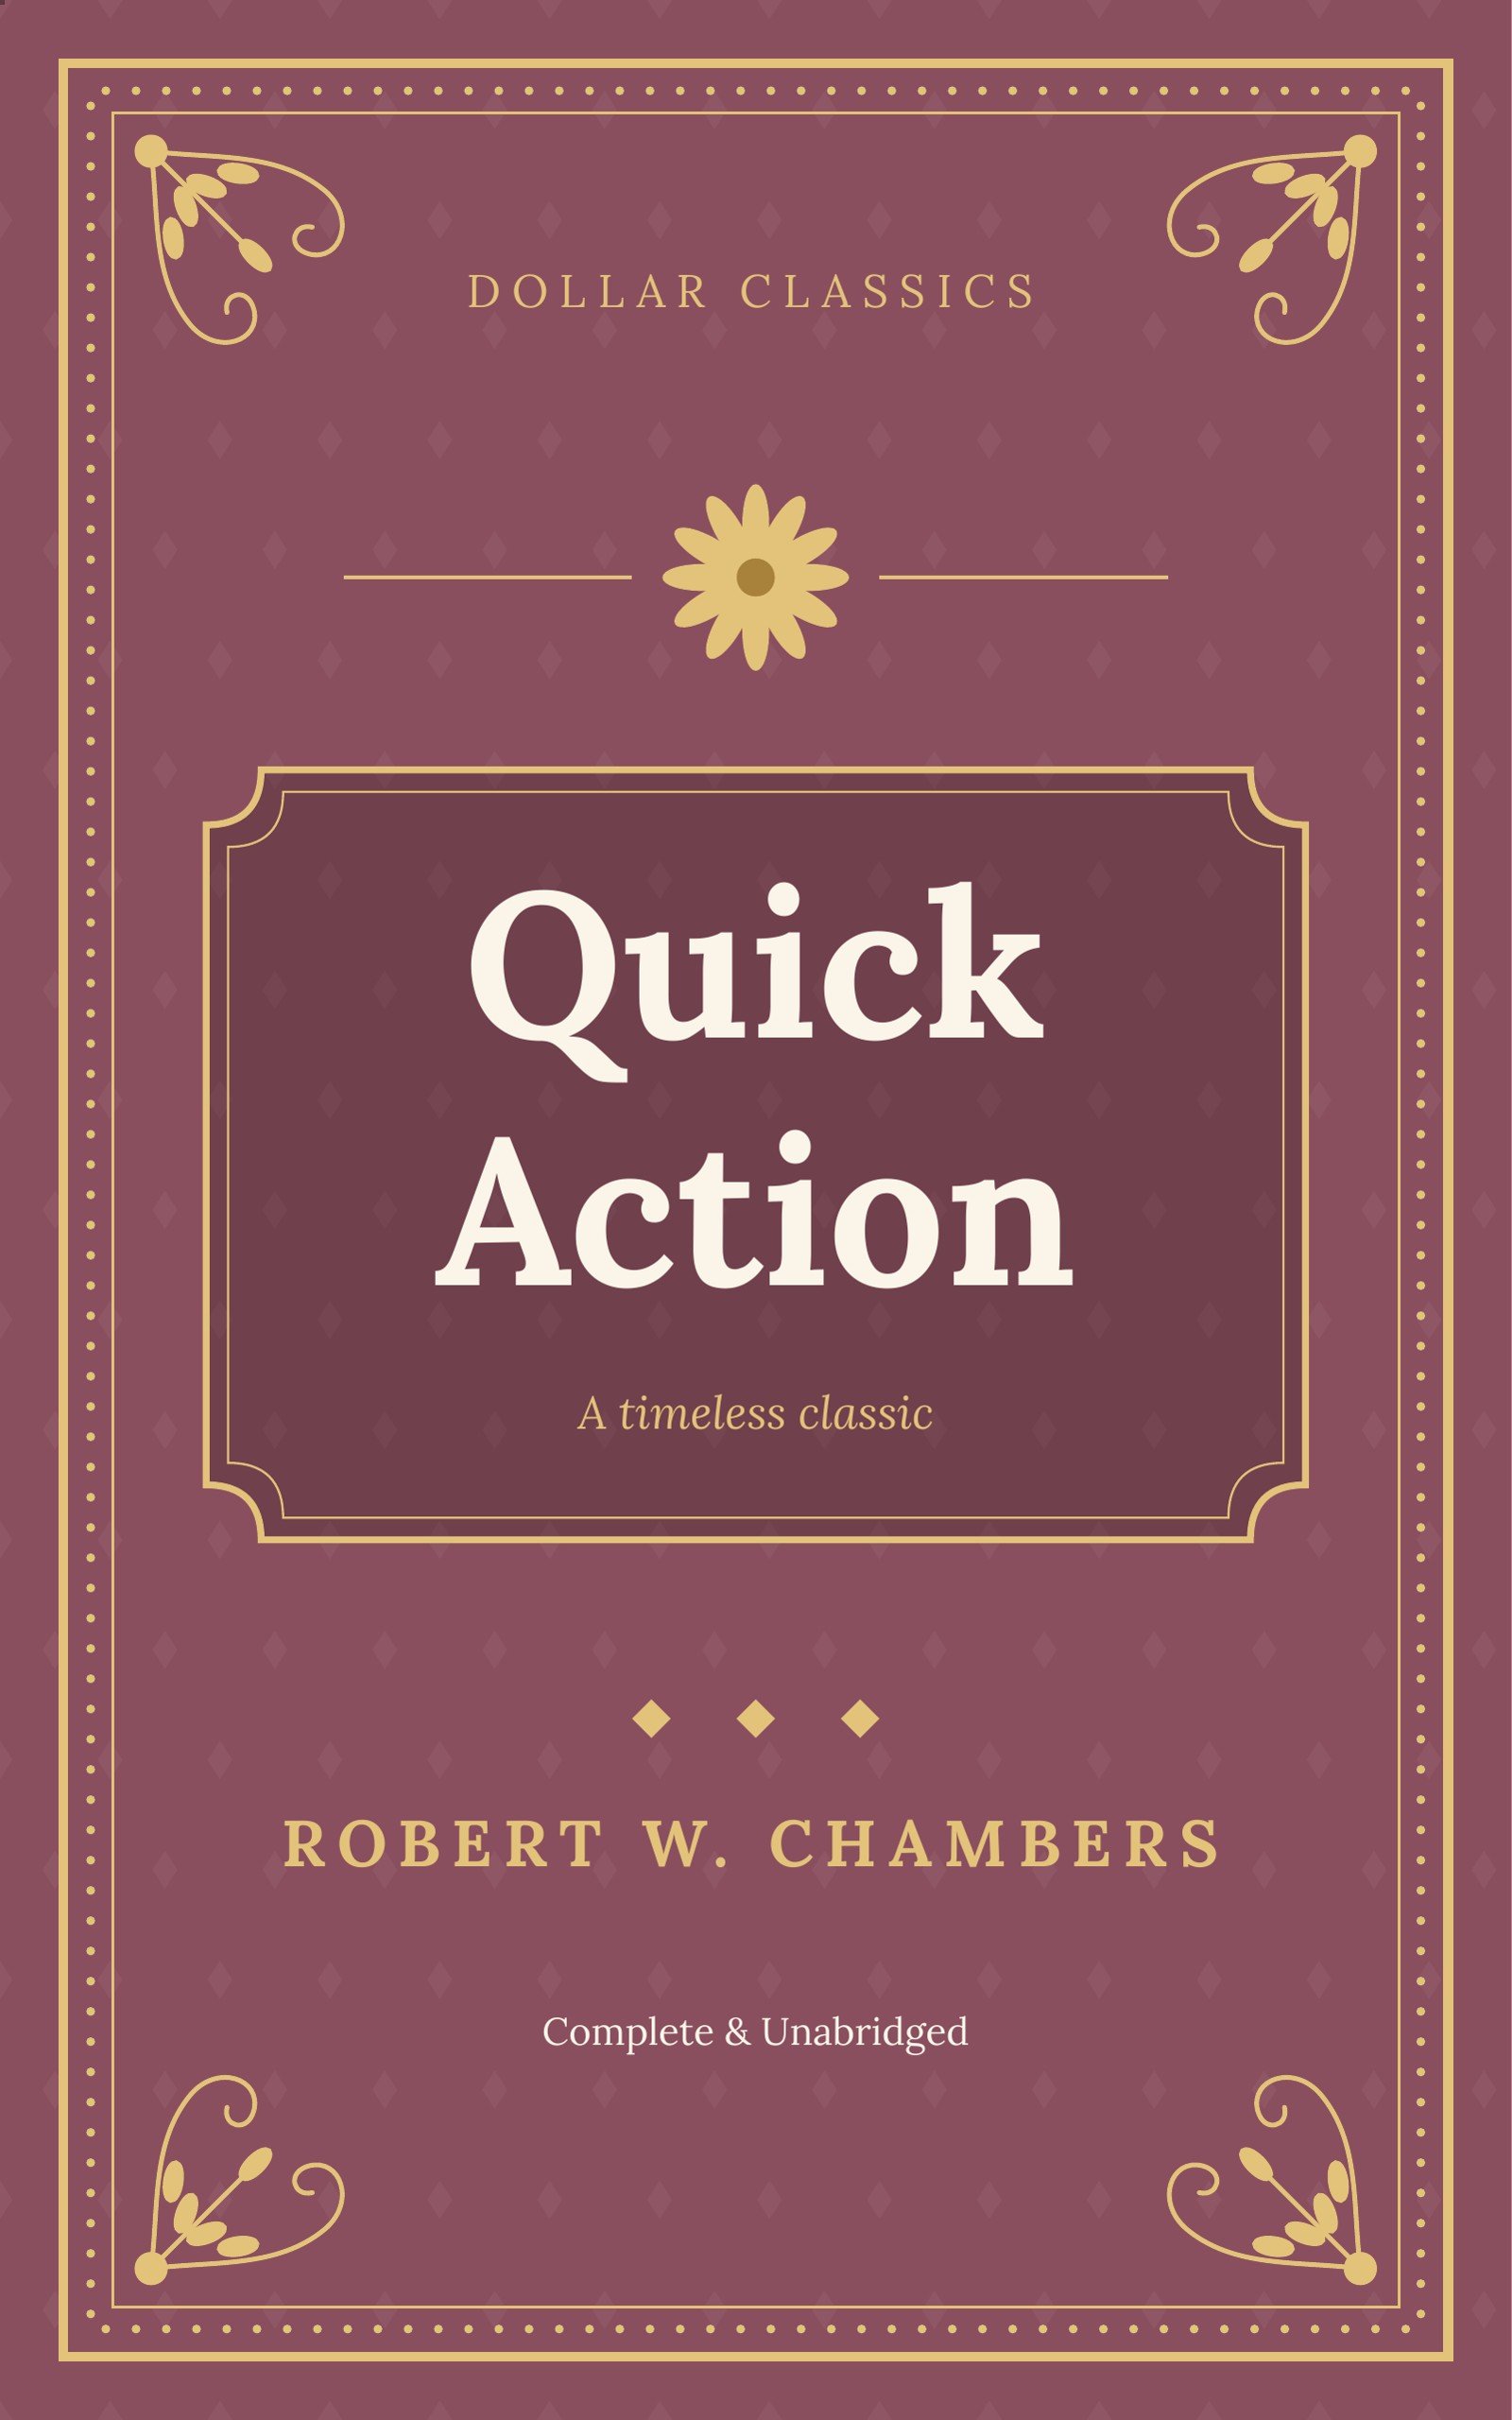 DOLLAR CLASSICS
Quick
Action
A timeless classic
ROBERT W. CHAMBERS
Complete & Unabridged